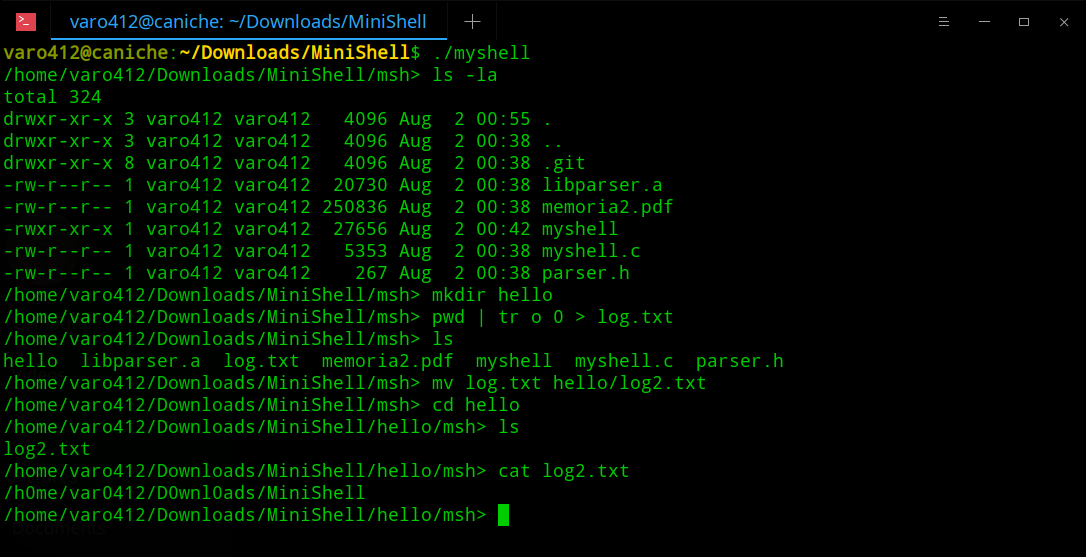 varo412@caniche: ~/Downloads/MiniShell
varo412@caniche:~/Downloads/MiniShell$ ./myshell
/home/varo412/Downloads/MiniShell/msh> ls -la
total 324
drwxr-xr-x 3 varo412 varo412   4096 Aug  2 00:55 .
drwxr-xr-x 3 varo412 varo412   4096 Aug  2 00:38 ..
drwxr-xr-x 8 varo412 varo412   4096 Aug  2 00:38 .git
-rw-r--r-- 1 varo412 varo412  20730 Aug  2 00:38 libparser.a
-rw-r--r-- 1 varo412 varo412 250836 Aug  2 00:38 memoria2.pdf
-rwxr-xr-x 1 varo412 varo412  27656 Aug  2 00:42 myshell
-rw-r--r-- 1 varo412 varo412   5353 Aug  2 00:38 myshell.c
-rw-r--r-- 1 varo412 varo412    267 Aug  2 00:38 parser.h
/home/varo412/Downloads/MiniShell/msh> mkdir hello
/home/varo412/Downloads/MiniShell/msh> pwd | tr o 0 > log.txt
/home/varo412/Downloads/MiniShell/msh> ls
hello  libparser.a  log.txt  memoria2.pdf  myshell  myshell.c  parser.h
/home/varo412/Downloads/MiniShell/msh> mv log.txt hello/log2.txt
/home/varo412/Downloads/MiniShell/msh> cd hello
/home/varo412/Downloads/MiniShell/hello/msh> ls
log2.txt
/home/varo412/Downloads/MiniShell/hello/msh> cat log2.txt
/h0me/var0412/D0wnl0ads/MiniShell
/home/varo412/Downloads/MiniShell/hello/msh>
Documents